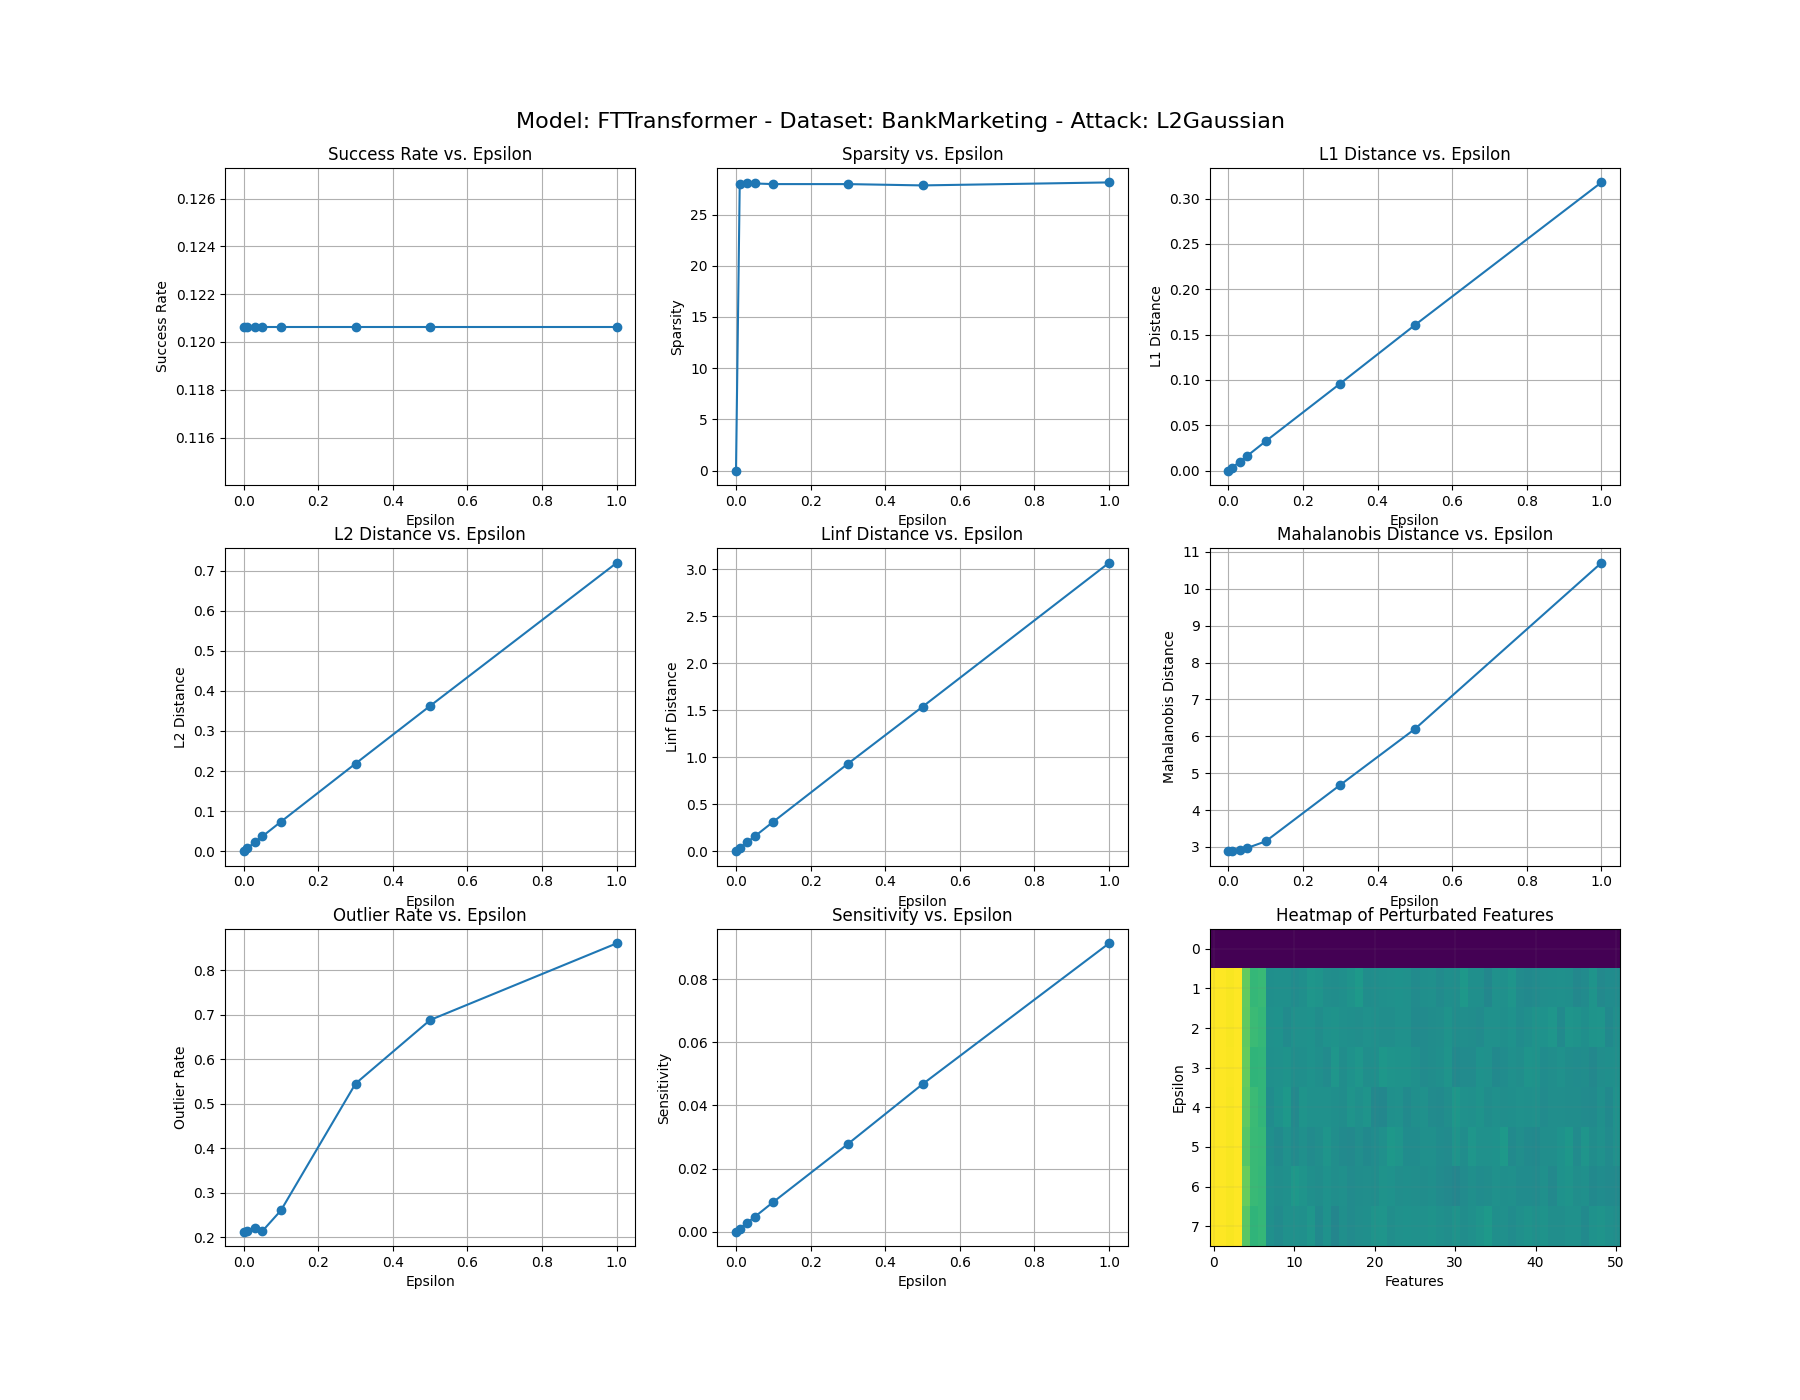 Model: FTTransformer - Dataset: BankMarketing - Attack: L2Gaussian
Success Rate vs. Epsilon
0.126
0.124
0.122
0.120
0.118
0.116
Success Rate
0.0 0.2 0.4 0.6 0.8 1.0
Epsilon
Sparsity vs. Epsilon
25
20
15
10
5
0
Sparsity
0.0 0.2 0.4 0.6 0.8 1.0
Epsilon
L1 Distance vs. Epsilon
0.30
0.25
0.20
0.15
0.10
0.05
0.00
L1 Distance
0.0 0.2 0.4 0.6 0.8 1.0
Epsilon
L2 Distance vs. Epsilon
0.7
0.6
0.5
0.4
0.3
0.2
0.1
0.0
L2 Distance
0.0 0.2 0.4 0.6 0.8 1.0
Epsilon
Linf Distance vs. Epsilon
3.0
2.5
2.0
1.5
1.0
0.5
0.0
Linf Distance
0.0 0.2 0.4 0.6 0.8 1.0
Epsilon
Mahalanobis Distance vs. Epsilon
11
10
9
8
7
6
5
4
3
Mahalanobis Distance
0.0 0.2 0.4 0.6 0.8 1.0
Epsilon
Outlier Rate vs. Epsilon
0.8
0.7
0.6
0.5
0.4
0.3
0.2
Outlier Rate
0.0 0.2 0.4 0.6 0.8 1.0
Epsilon
Sensitivity vs. Epsilon
0.08
0.06
0.04
0.02
0.00
Sensitivity
0.0 0.2 0.4 0.6 0.8 1.0
Epsilon
Heatmap of Perturbated Features
0
1
2
3
4
5
6
7
Epsilon
0 10 20 30 40 50
Features